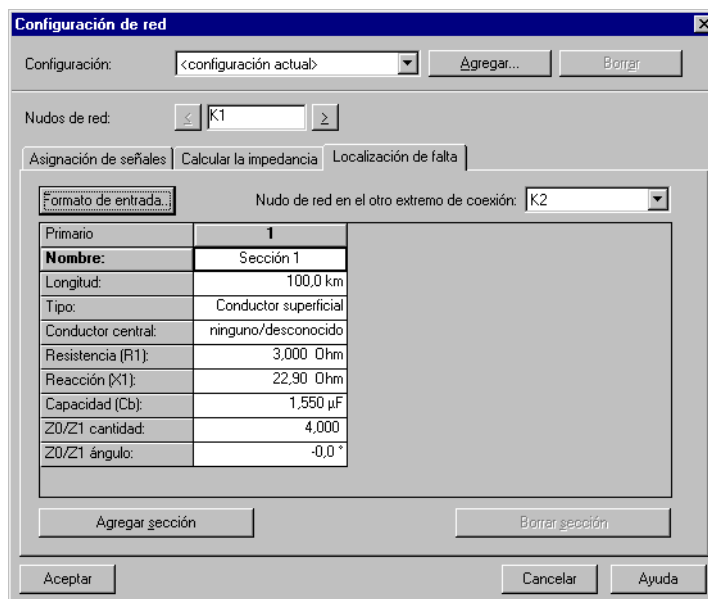 Configuración de red
Configuración: <configuración actual> Agregar... Borrar
Nudos de red: < K1 >
Asignación de señales Calcular la impedancia Localización de falta
Formato de entrada.. Nudo de red en el otro extremo de coexión: K2
Primario 1
Nombre: Sección 1
Longitud: 100,0 km
Tipo: Conductor superficial
Conductor central: ninguno/desconocido
Resistencia (R1): 3,000 Ohm
Reacción (X1): 22,90 Ohm
Capacidad (Cb): 1,550 µF
Z0/Z1 cantidad: 4,000
Z0/Z1 ángulo: -0,0 °
Agregar sección Borrar sección
Aceptar Cancelar Ayuda